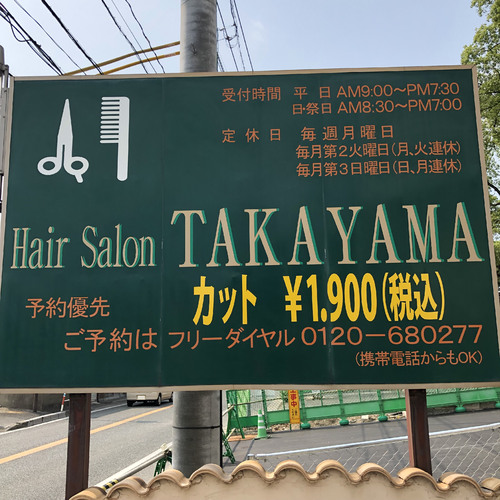 受付時間 平 日 AM9:00〜PM7:30
日・祭日 AM8:30〜PM7:00
定 休 日 毎 週 月 曜 日
毎月第2火曜日(月、火連休)
毎月第3日曜日(日、月連休)
Hair Salon TAKAYAMA
カット ¥1.900(税込)
予約優先
ご予約は フリーダイヤル 0120-680277
(携帯電話からもOK)